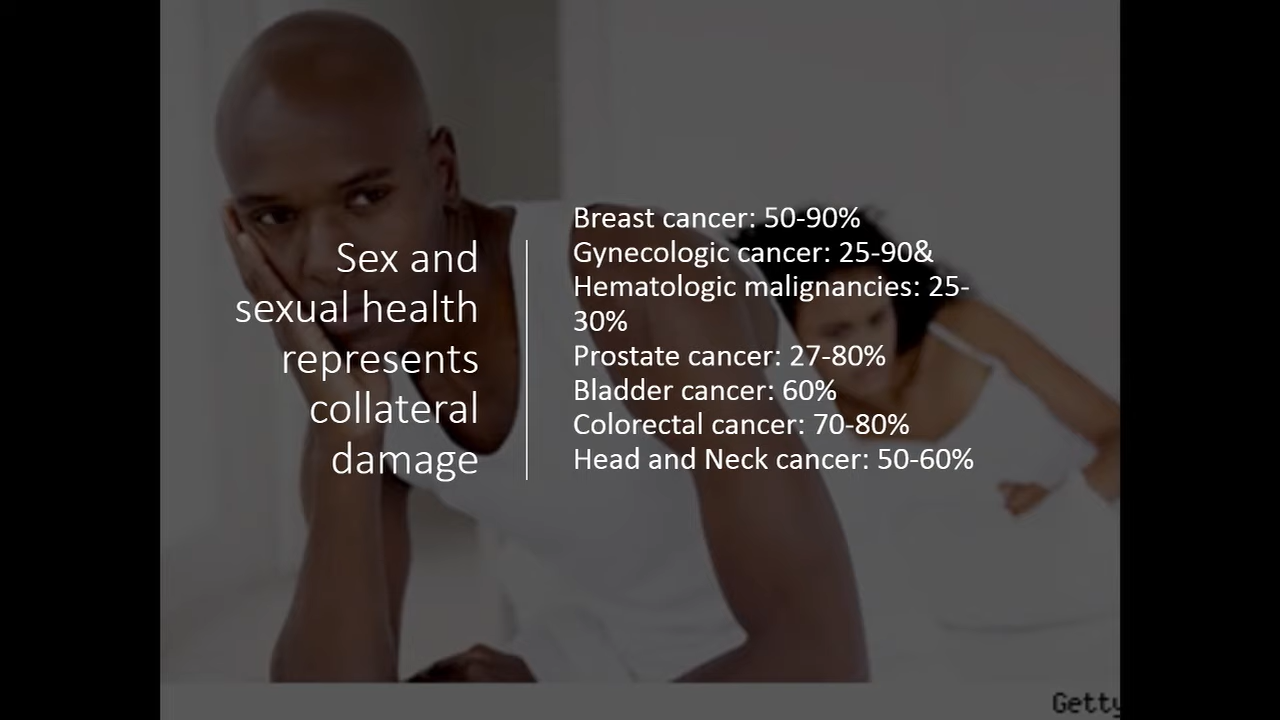 Sex and
sexual health
represents
collateral
damage
Breast cancer: 50-90%
Gynecologic cancer: 25-90&
Hematologic malignancies: 25-
30%
Prostate cancer: 27-80%
Bladder cancer: 60%
Colorectal cancer: 70-80%
Head and Neck cancer: 50-60%
Getty